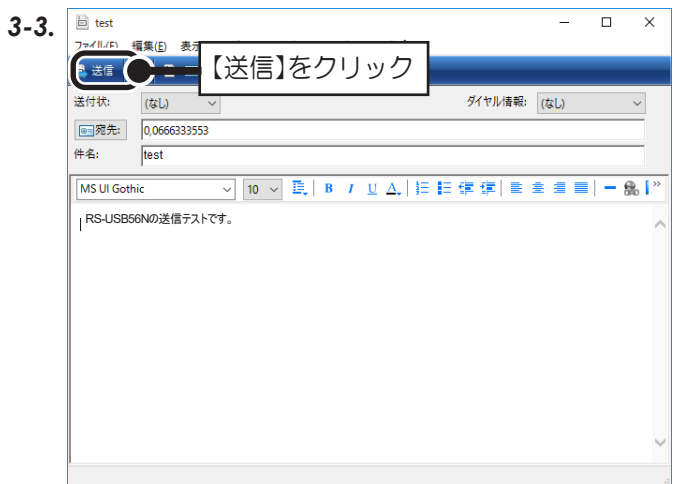 3-3.
test
ファイル(F) 編集(E) 表示
送信
【送信】をクリック
送付状: (なし) ダイヤル情報: (なし)
宛先: 0,0666333553
件名: test
MS UI Gothic 10 B I U A
RS-USB56Nの送信テストです。